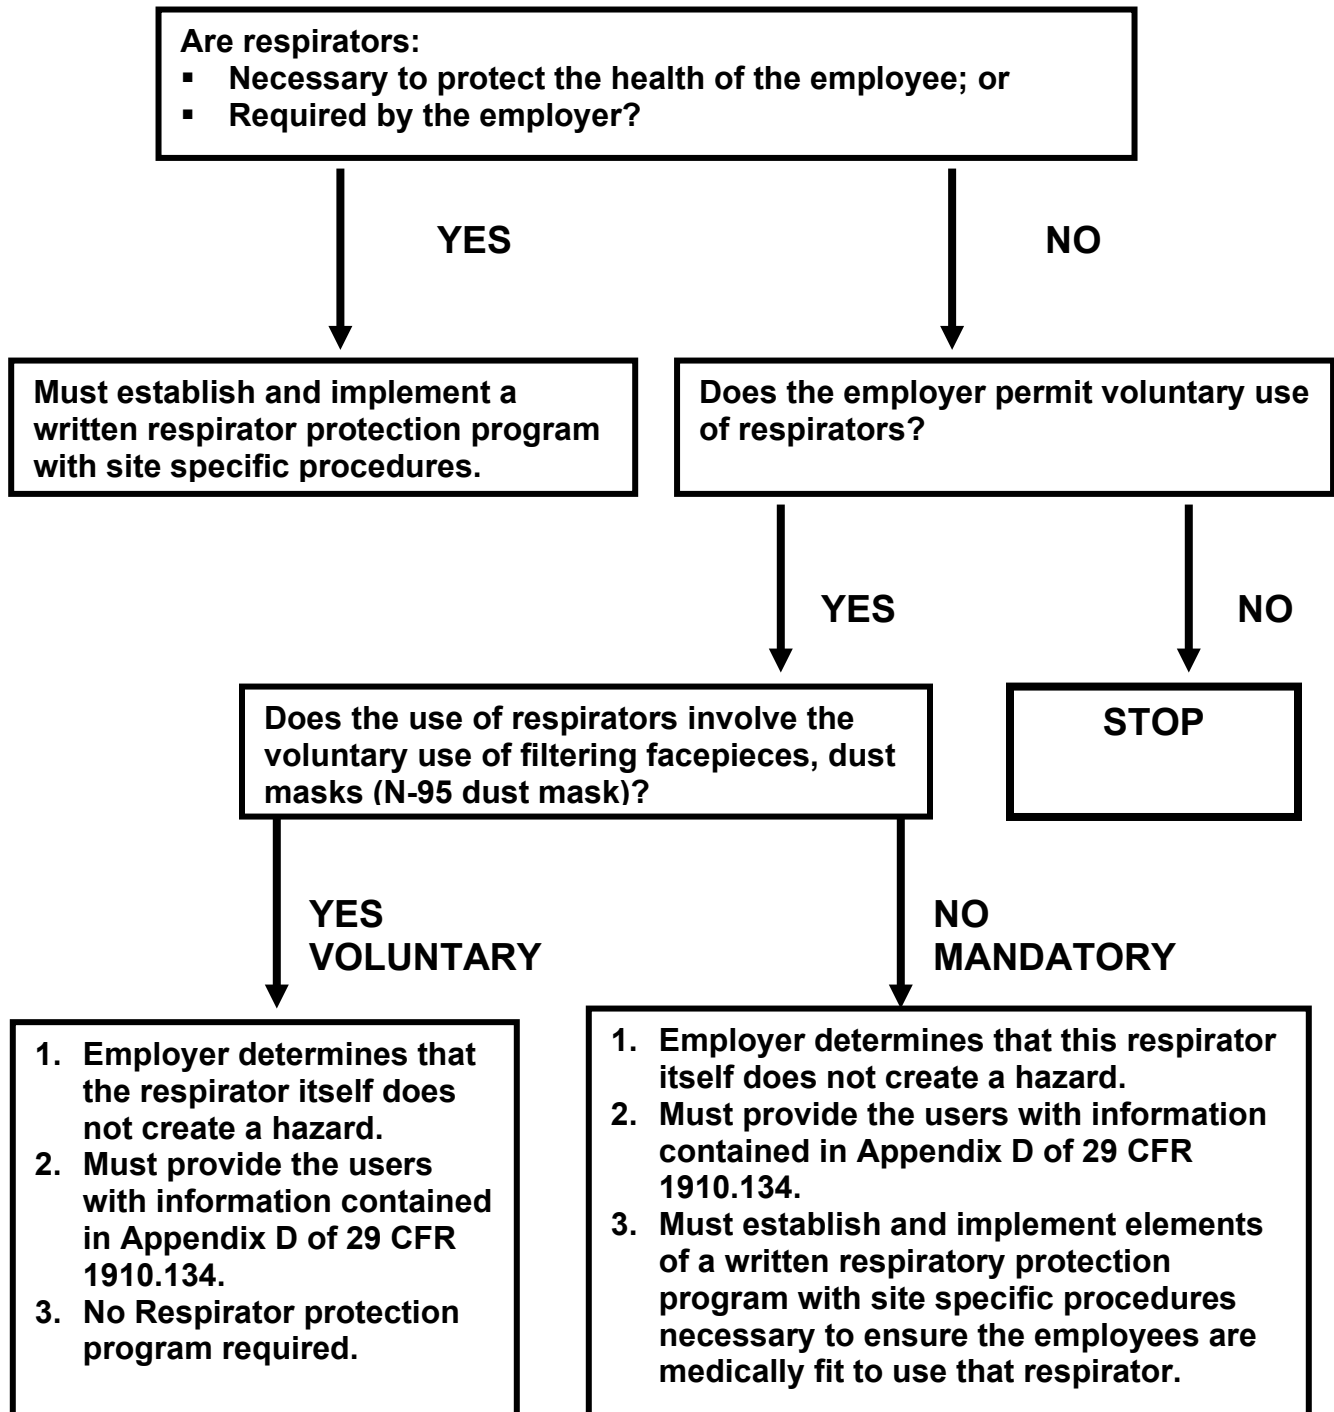 Are respirators:
▪ Necessary to protect the health of the employee; or
▪ Required by the employer?
YES
NO
Must establish and implement a
written respirator protection program
with site specific procedures.
Does the employer permit voluntary use
of respirators?
YES
NO
Does the use of respirators involve the
voluntary use of filtering facepieces, dust
masks (N-95 dust mask)?
STOP
YES
VOLUNTARY
NO
MANDATORY
1. Employer determines that
the respirator itself does
not create a hazard.
2. Must provide the users
with information contained
in Appendix D of 29 CFR
1910.134.
3. No Respirator protection
program required.
1. Employer determines that this respirator
itself does not create a hazard.
2. Must provide the users with information
contained in Appendix D of 29 CFR
1910.134.
3. Must establish and implement elements
of a written respiratory protection
program with site specific procedures
necessary to ensure the employees are
medically fit to use that respirator.